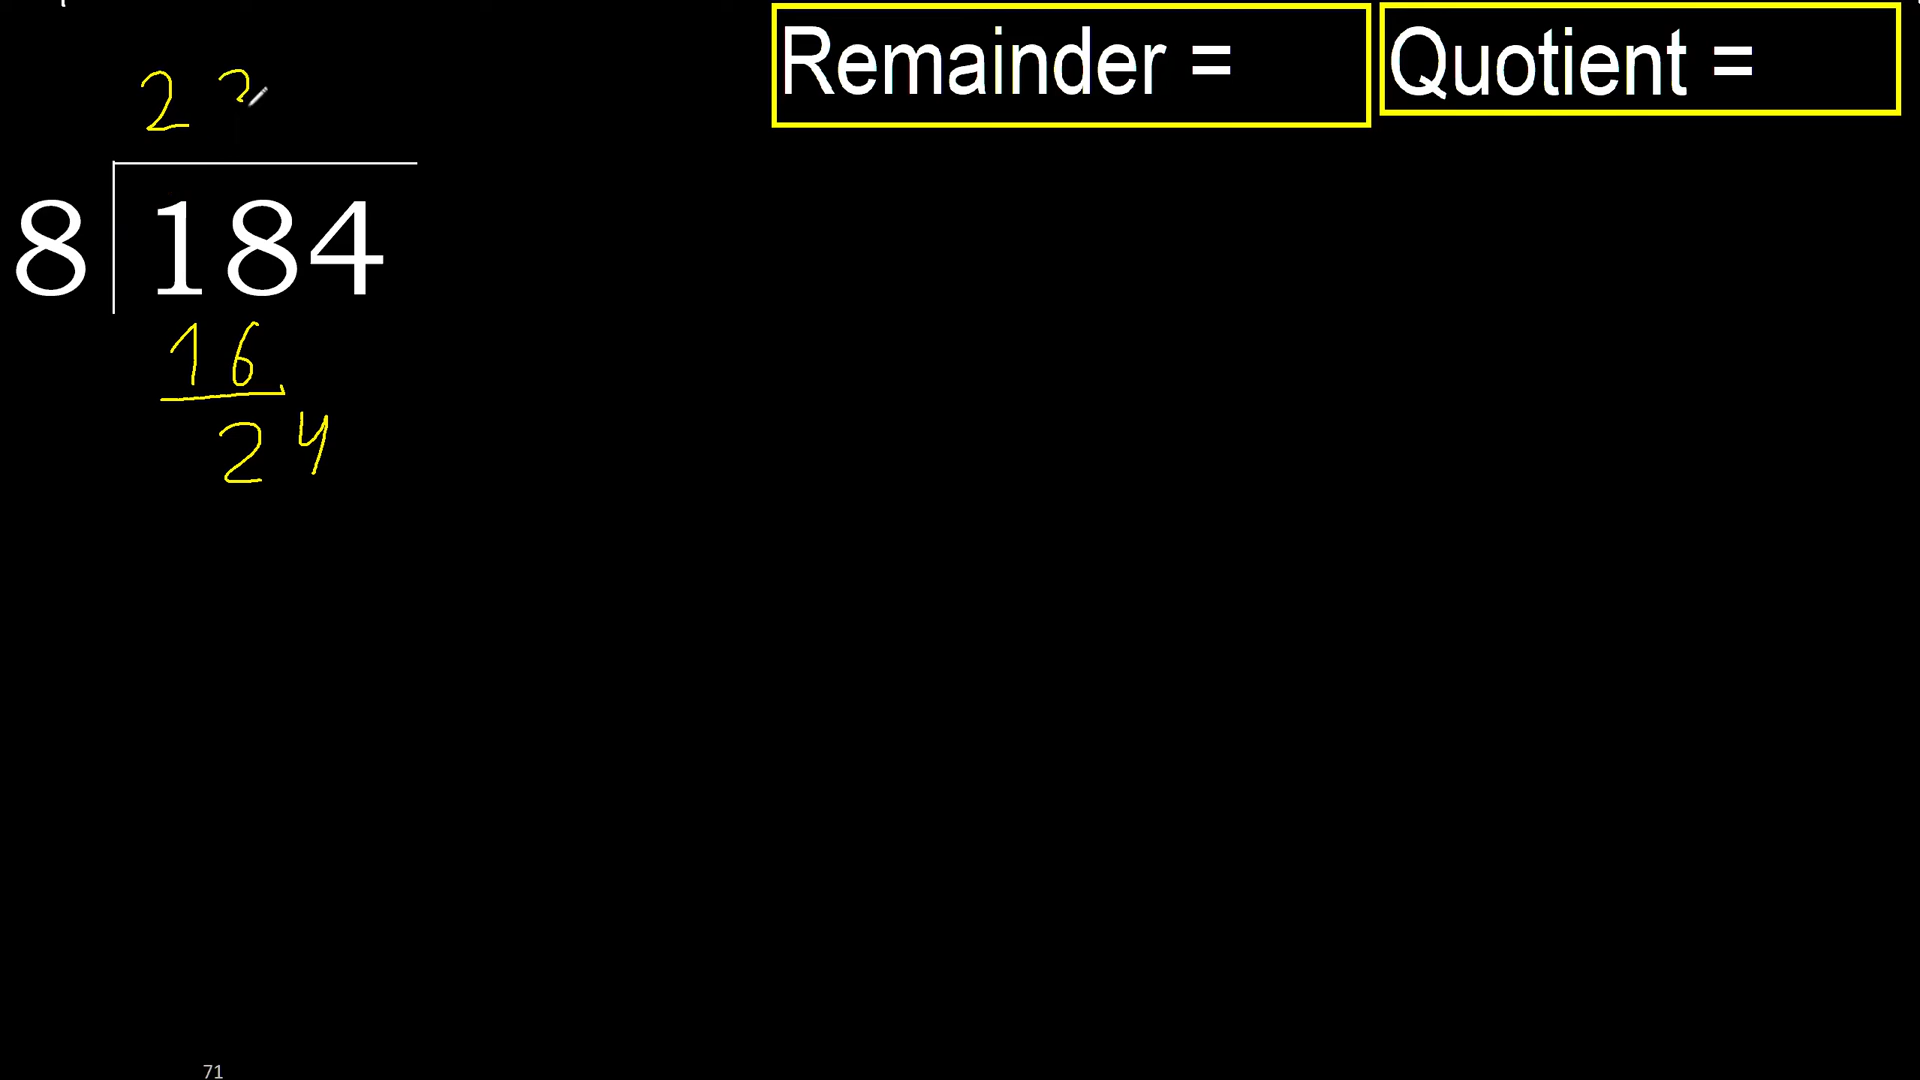 Remainder =
Quotient =
2
8 184
16
24
71